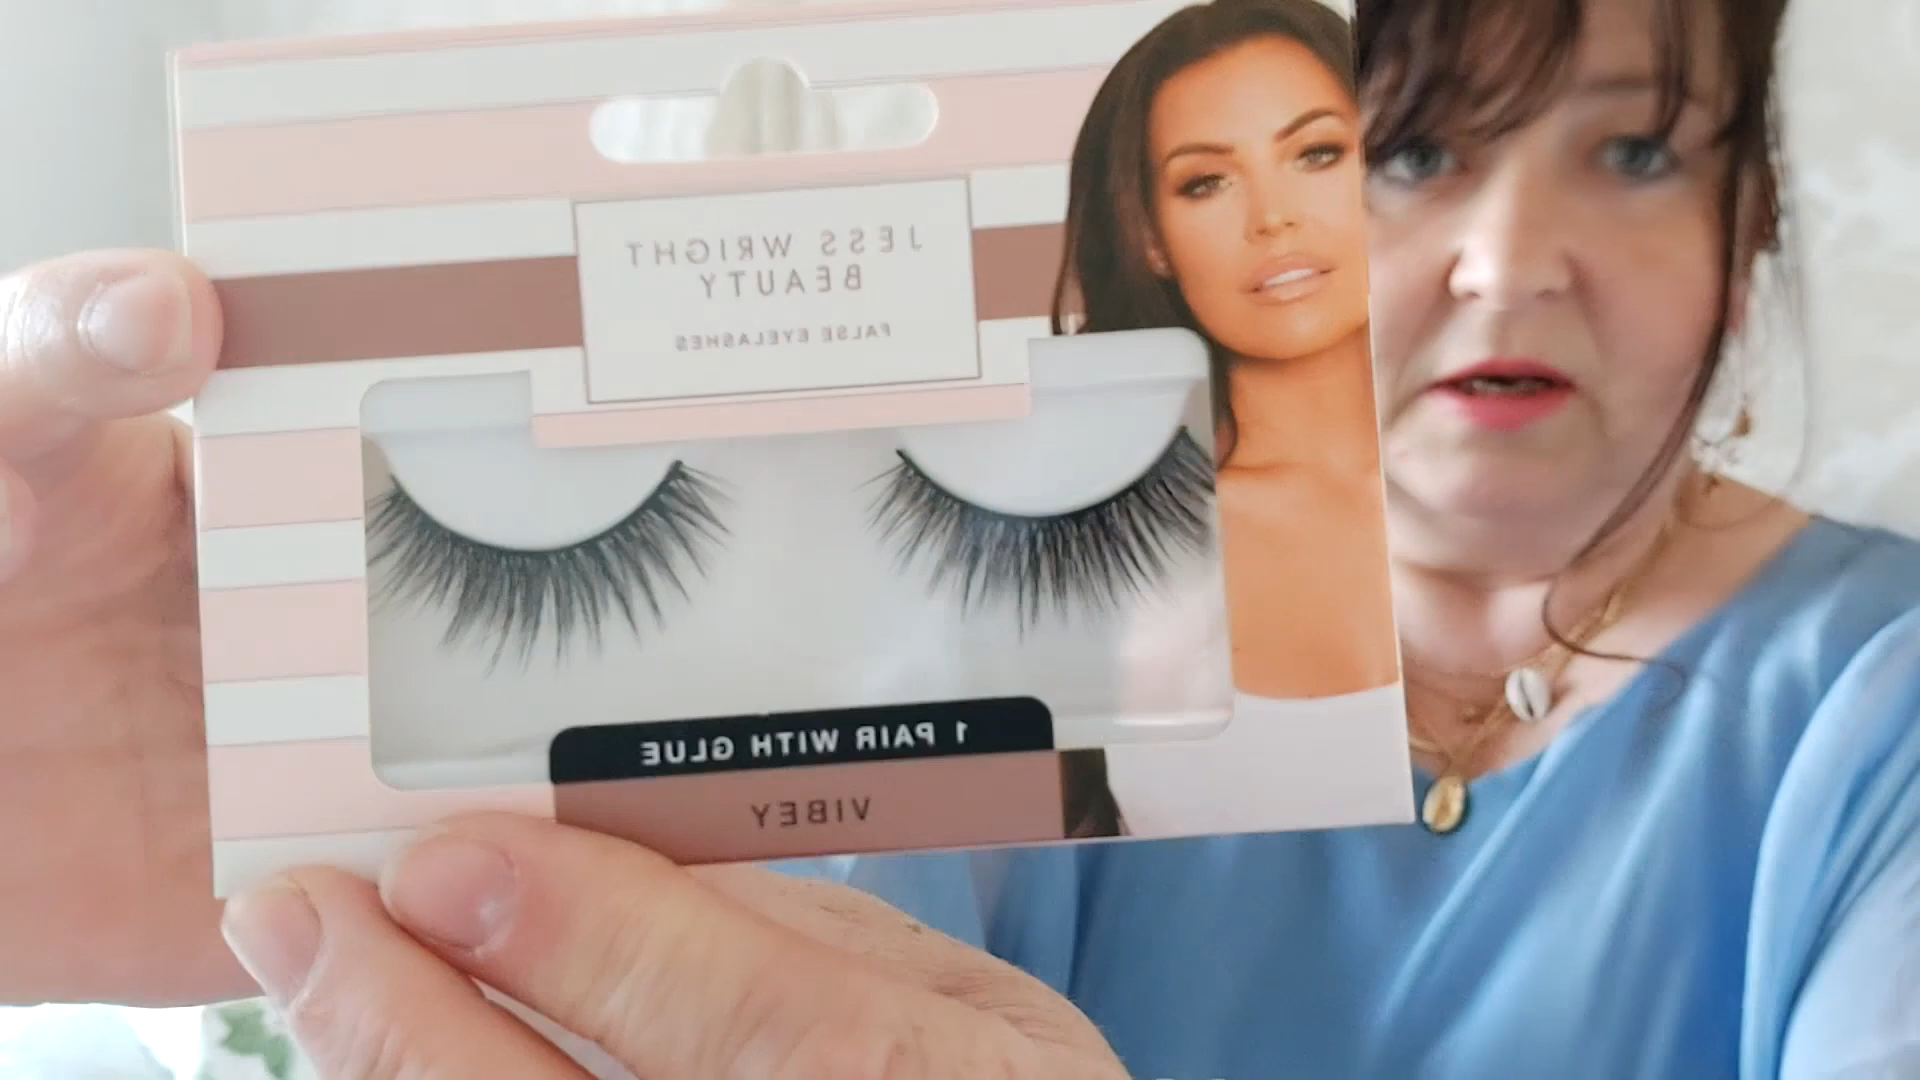 JESS WRIGHT
BEAUTY
FALSE EYELASHES
1 PAIR WITH GLUE
VIBEY